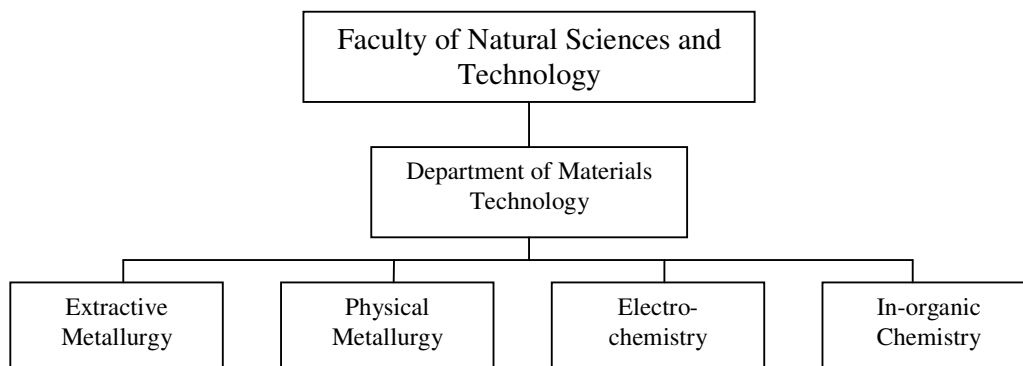 Faculty of Natural Sciences and
Technology
Department of Materials
Technology
Extractive
Metallurgy
Physical
Metallurgy
Electro-
chemistry
In-organic
Chemistry